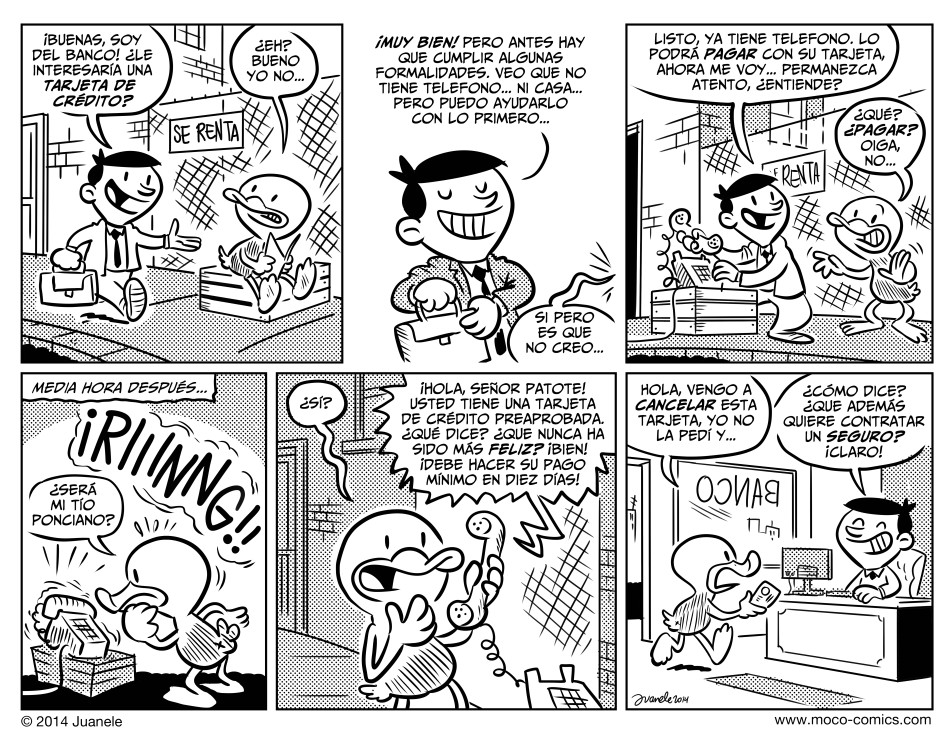 ¡BUENAS, SOY
DEL BANCO! ¿LE
INTERESARÍA UNA
TARJETA DE
CRÉDITO?
¿EH?
BUENO
YO NO...
SE RENTA
¡MUY BIEN! PERO ANTES HAY
QUE CUMPLIR ALGUNAS
FORMALIDADES. VEO QUE NO
TIENE TELEFONO... NI CASA...
PERO PUEDO AYUDARLO
CON LO PRIMERO...
SI PERO
ES QUE
NO CREO...
LISTO, YA TIENE TELEFONO. LO
PODRÁ PAGAR CON SU TARJETA,
AHORA ME VOY... PERMANEZCA
ATENTO, ¿ENTIENDE?
¿QUÉ?
¿PAGAR?
OIGA,
NO...
SE RENTA
MEDIA HORA DESPUÉS...
¡RIIINNG!!
¿SERÁ
MI TÍO
PONCIANO?
¿SÍ?
¡HOLA, SEÑOR PATOTE!
USTED TIENE UNA TARJETA
DE CRÉDITO PREAPROBADA.
¿QUÉ DICE? ¿QUE NUNCA HA
SIDO MÁS FELIZ? ¡BIEN!
¡DEBE HACER SU PAGO
MÍNIMO EN DIEZ DÍAS!
HOLA, VENGO A
CANCELAR ESTA
TARJETA, YO NO
LA PEDÍ Y...
¿CÓMO DICE?
¿QUE ADEMÁS
QUIERE CONTRATAR
UN SEGURO?
¡CLARO!
BANCO
Juanele 2014
© 2014 Juanele
www.moco-comics.com